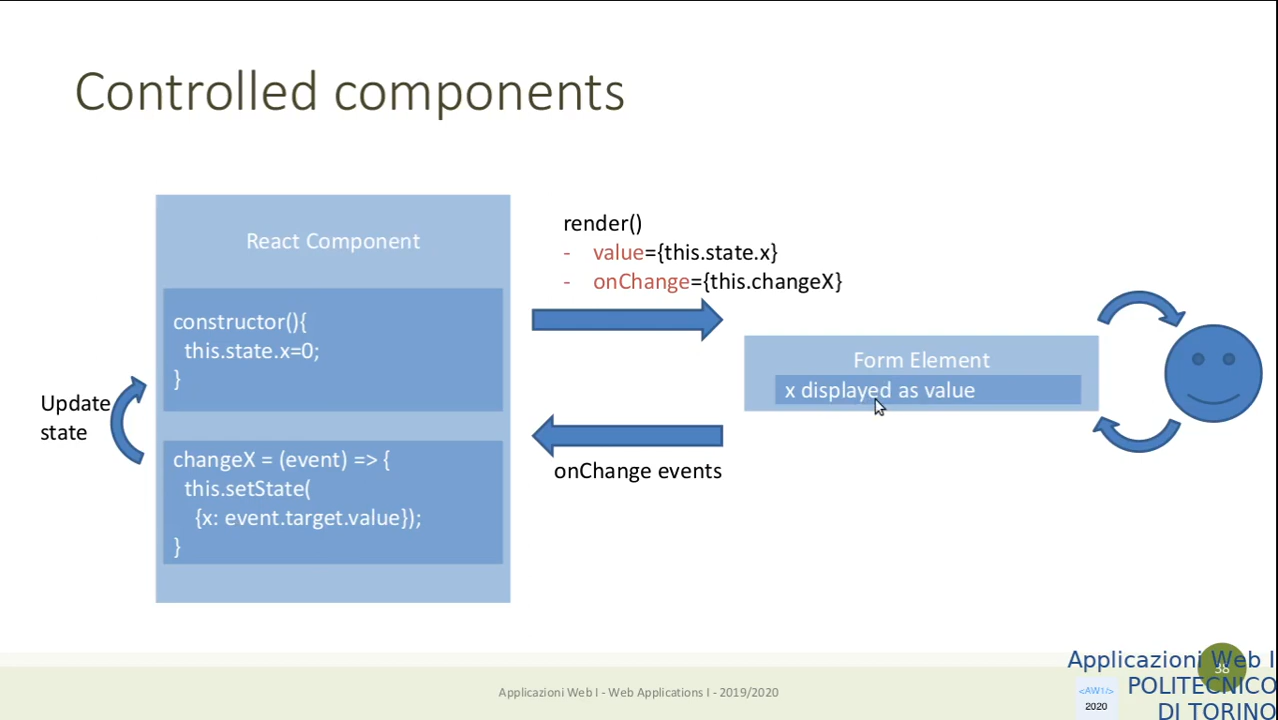 Controlled components
React Component
constructor(){
this.state.x=0;
}
Update
state
changeX = (event) => {
this.setState(
{x: event.target.value});
}
render()
- value={this.state.x}
- onChange={this.changeX}
onChange events
Form Element
x displayed as value
Applicazioni Web I - Web Applications I - 2019/2020
38
Applicazioni Web I
POLITECNICO
DI TORINO
<AW1/>
2020